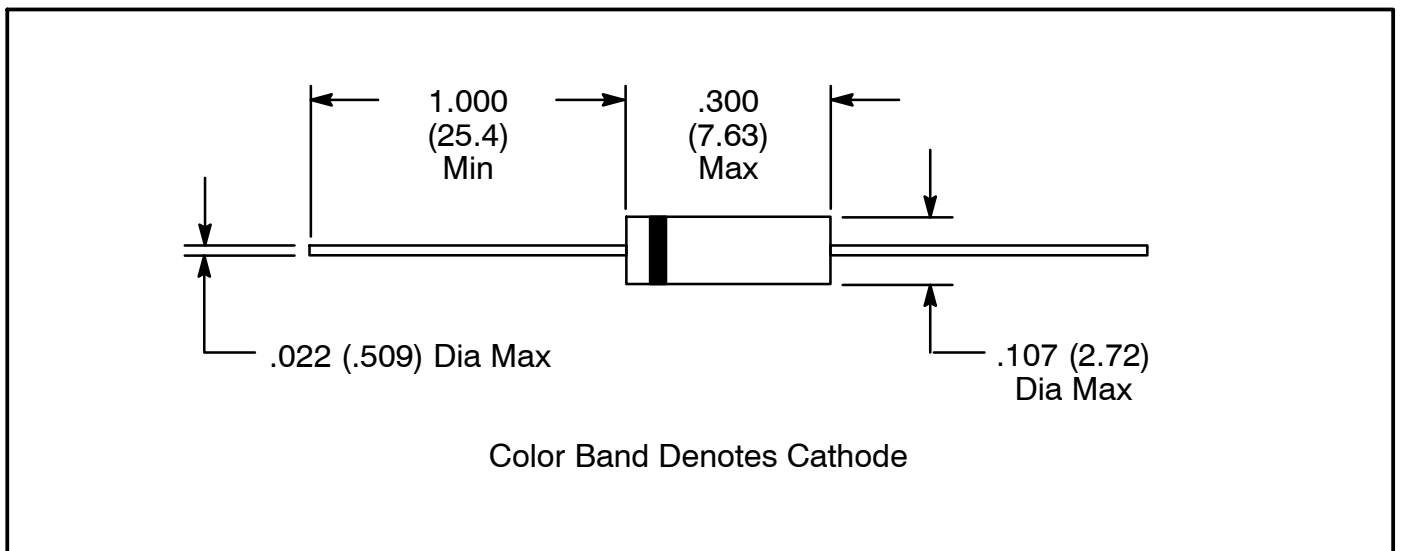 1.000
(25.4)
Min
.300
(7.63)
Max
.022 (.509) Dia Max
.107 (2.72)
Dia Max
Color Band Denotes Cathode